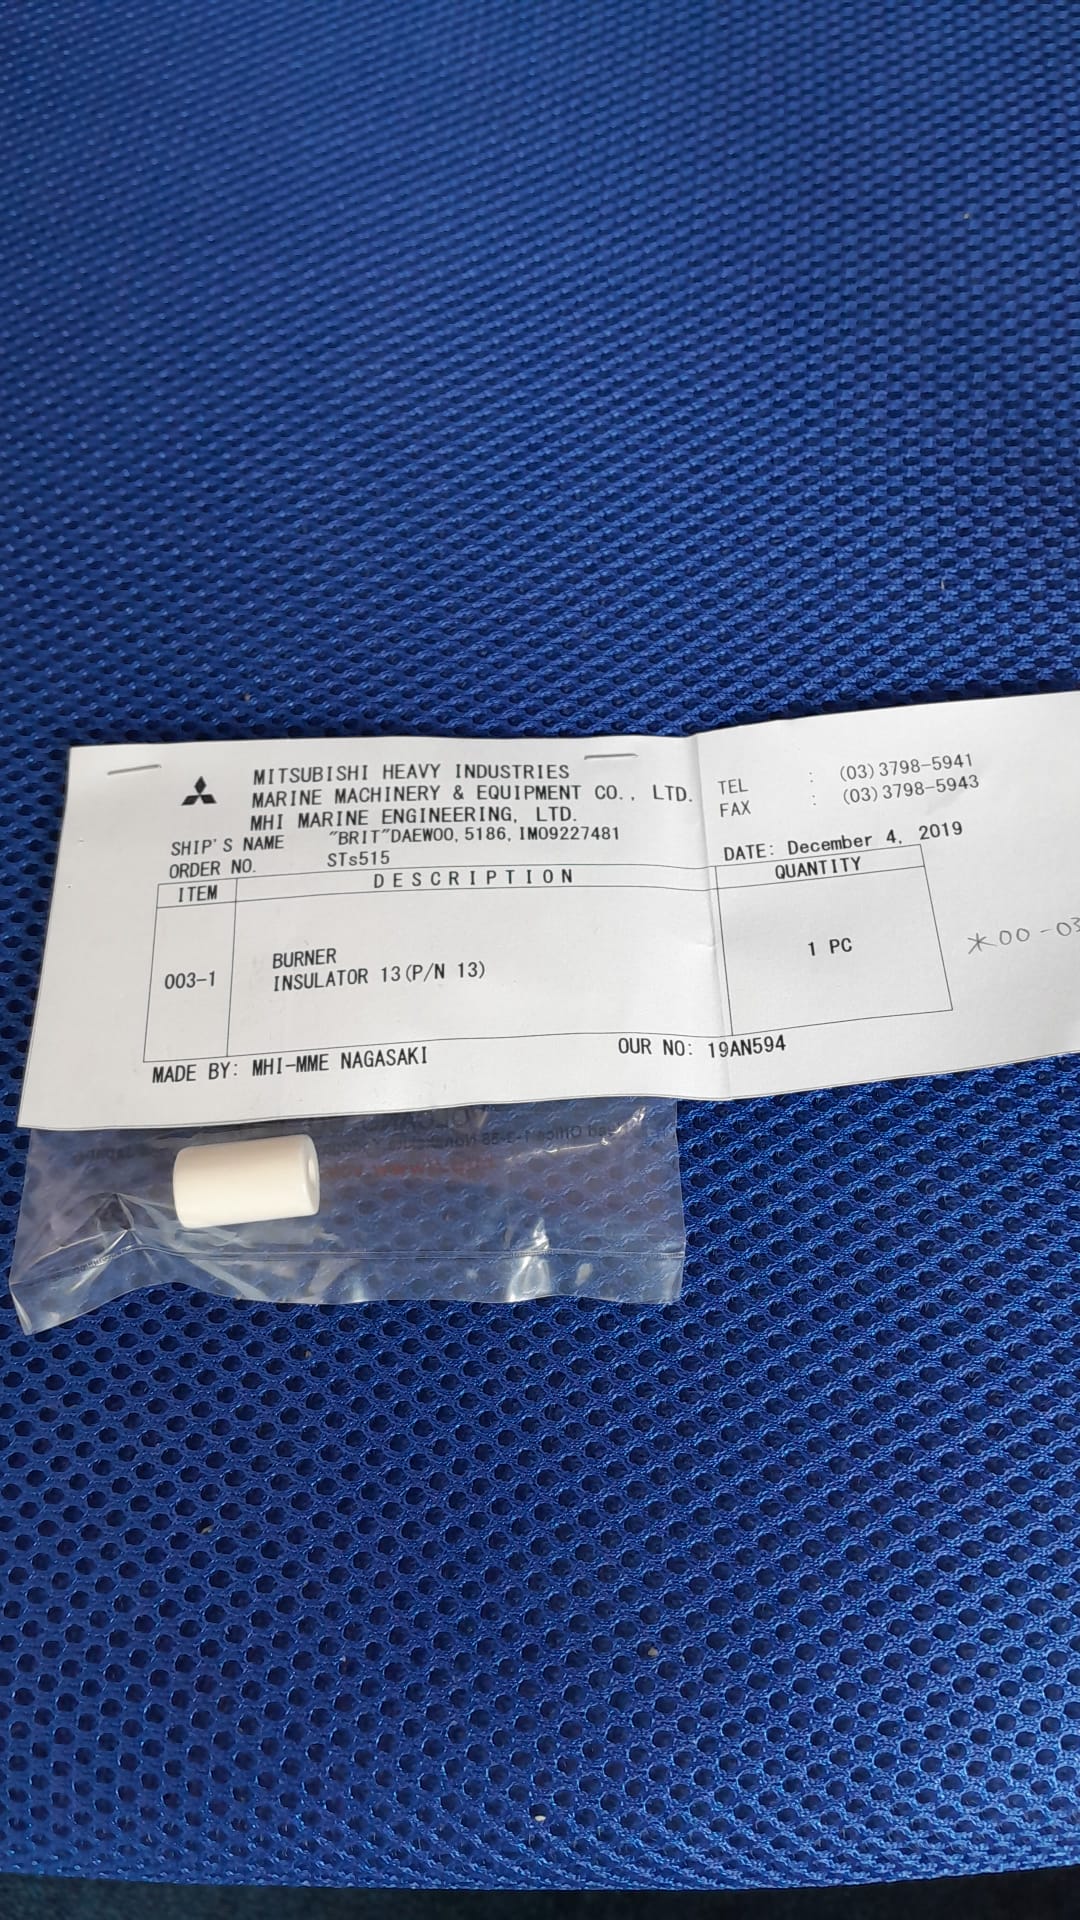 MITSUBISHI HEAVY INDUSTRIES
MARINE MACHINERY & EQUIPMENT CO., LTD.
MHI MARINE ENGINEERING, LTD.
TEL : (03)3798-5941
FAX : (03)3798-5943
SHIP'S NAME "BRIT"DAEWOO, 5186, IMO9227481
ORDER NO. STs515
DATE: December 4, 2019
ITEM DESCRIPTION QUANTITY
003-1 BURNER
INSULATOR 13(P/N 13)
1 PC
*00-03
MADE BY: MHI-MME NAGASAKI
OUR NO: 19AN594